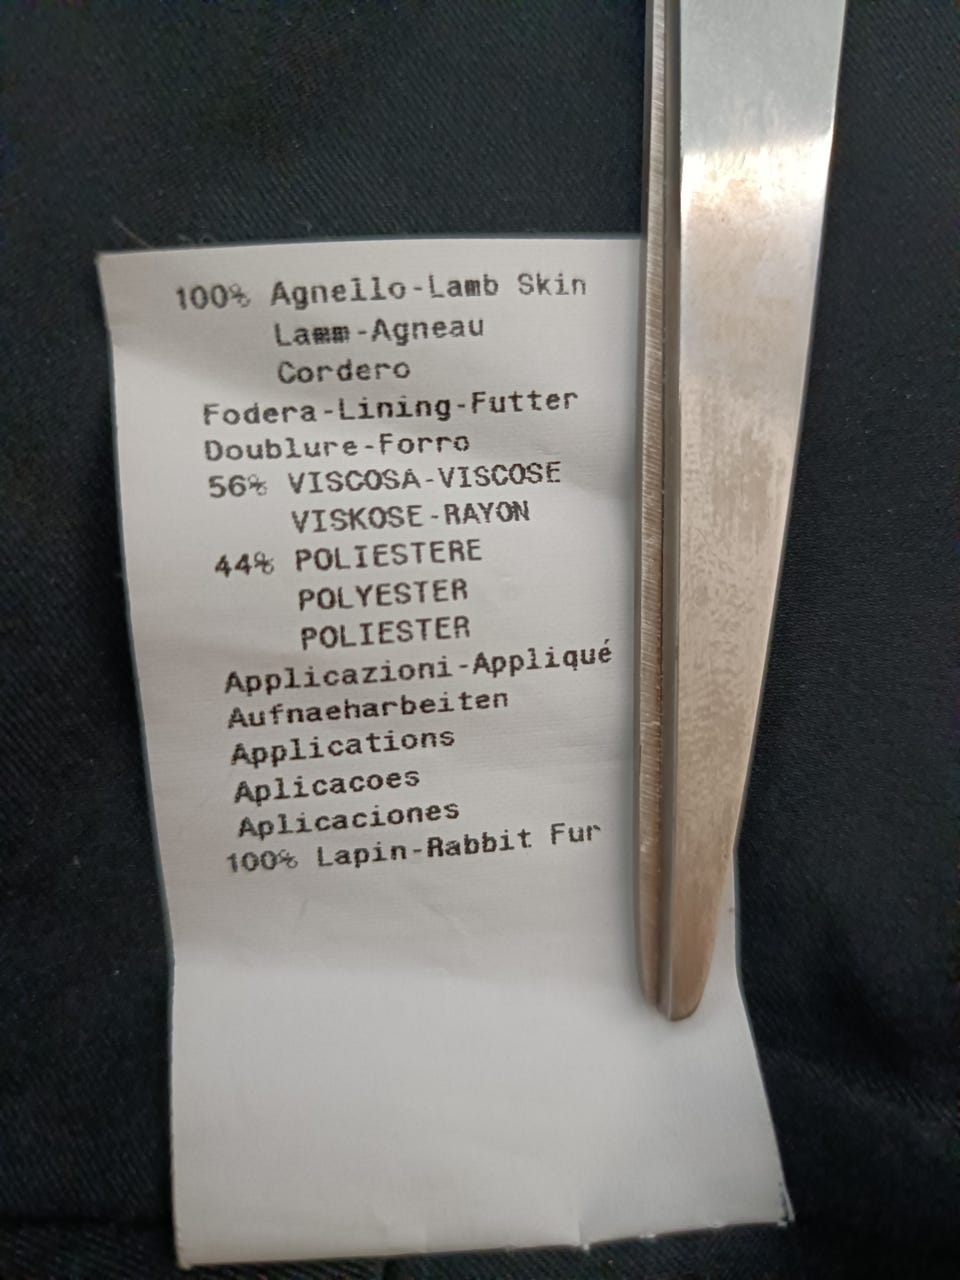 100% Agnello-Lamb Skin
Lamm-Agneau
Cordero
Fodera-Lining-Futter
Doublure-Forro
56% VISCOSA-VISCOSE
VISKOSE-RAYON
44% POLIESTERE
POLYESTER
POLIESTER
Applicazioni-Appliqué
Aufnaeharbeiten
Applications
Aplicacoes
Aplicaciones
100% Lapin-Rabbit Fur